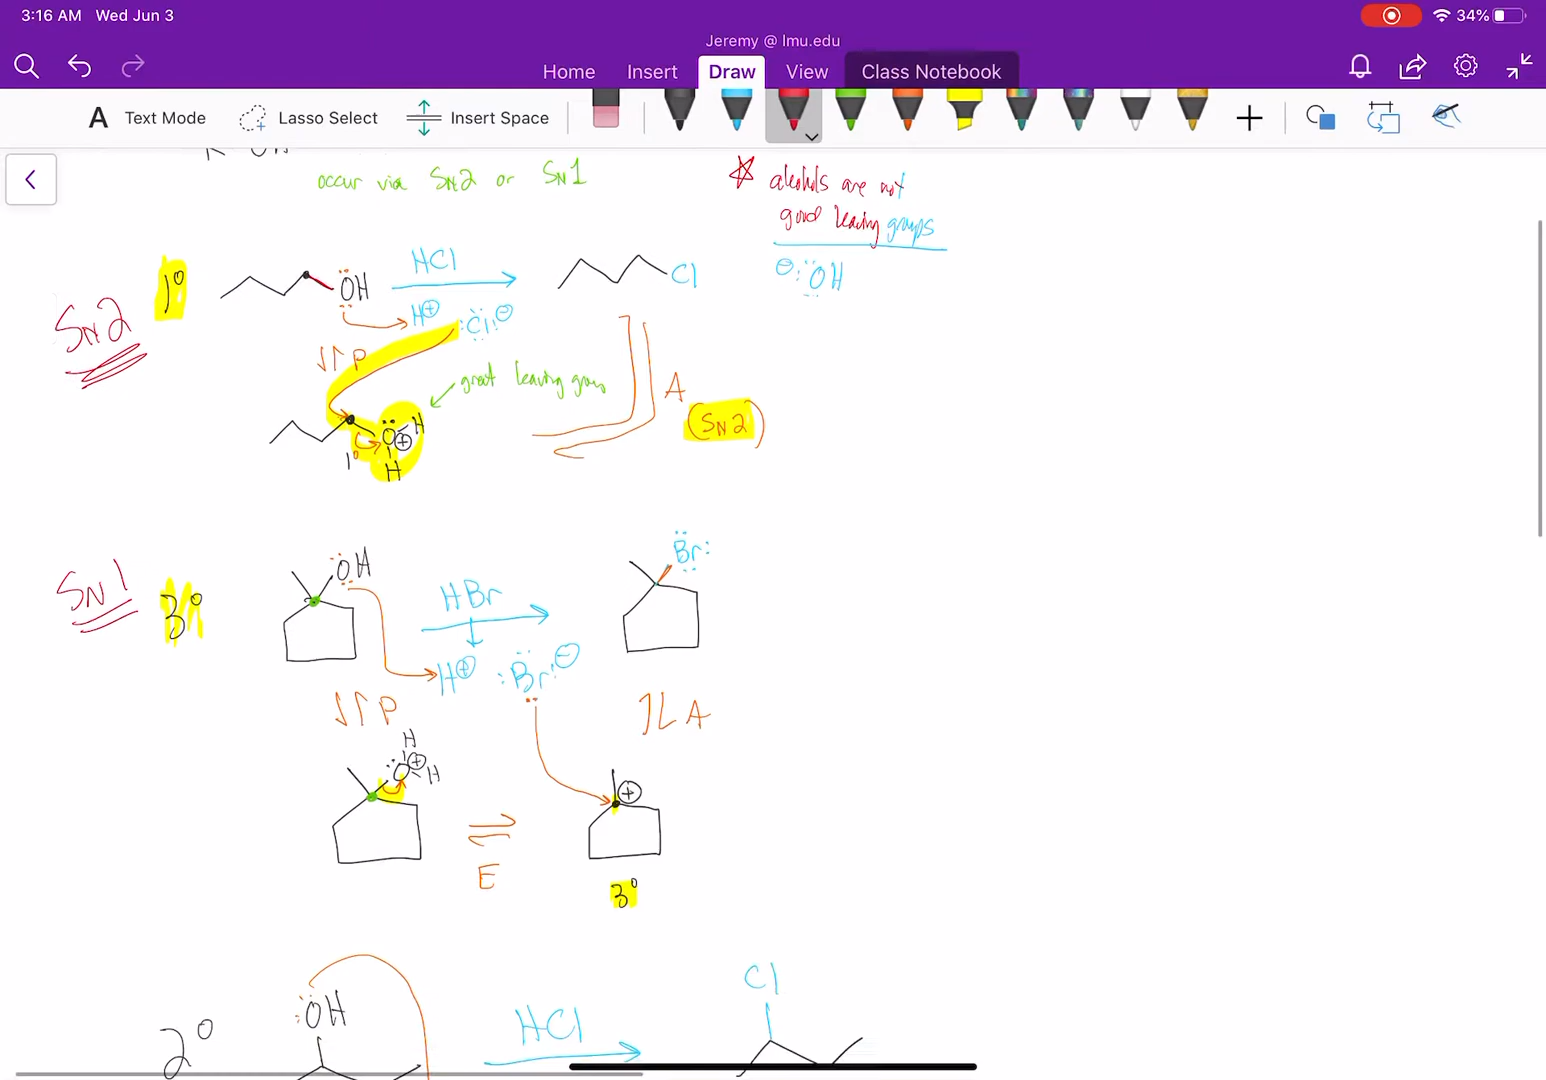 3:16 AM Wed Jun 3
34%
Jeremy @ lmu.edu
Home Insert Draw View Class Notebook
A Text Mode Lasso Select Insert Space
occur via SN2 or SN1
alcohols are not
good leaving groups
⊖:OH
SN2 1° OH HCl Cl
H⊕ :Cl:⊖
P
great leaving group
A
(SN2)
O H
⊕
1°
H
SN1 3° OH HBr Br:
H⊕ :Br:⊖
P A
H
O⊕ H
⊕
E
3°
Cl
2° :OH HCl